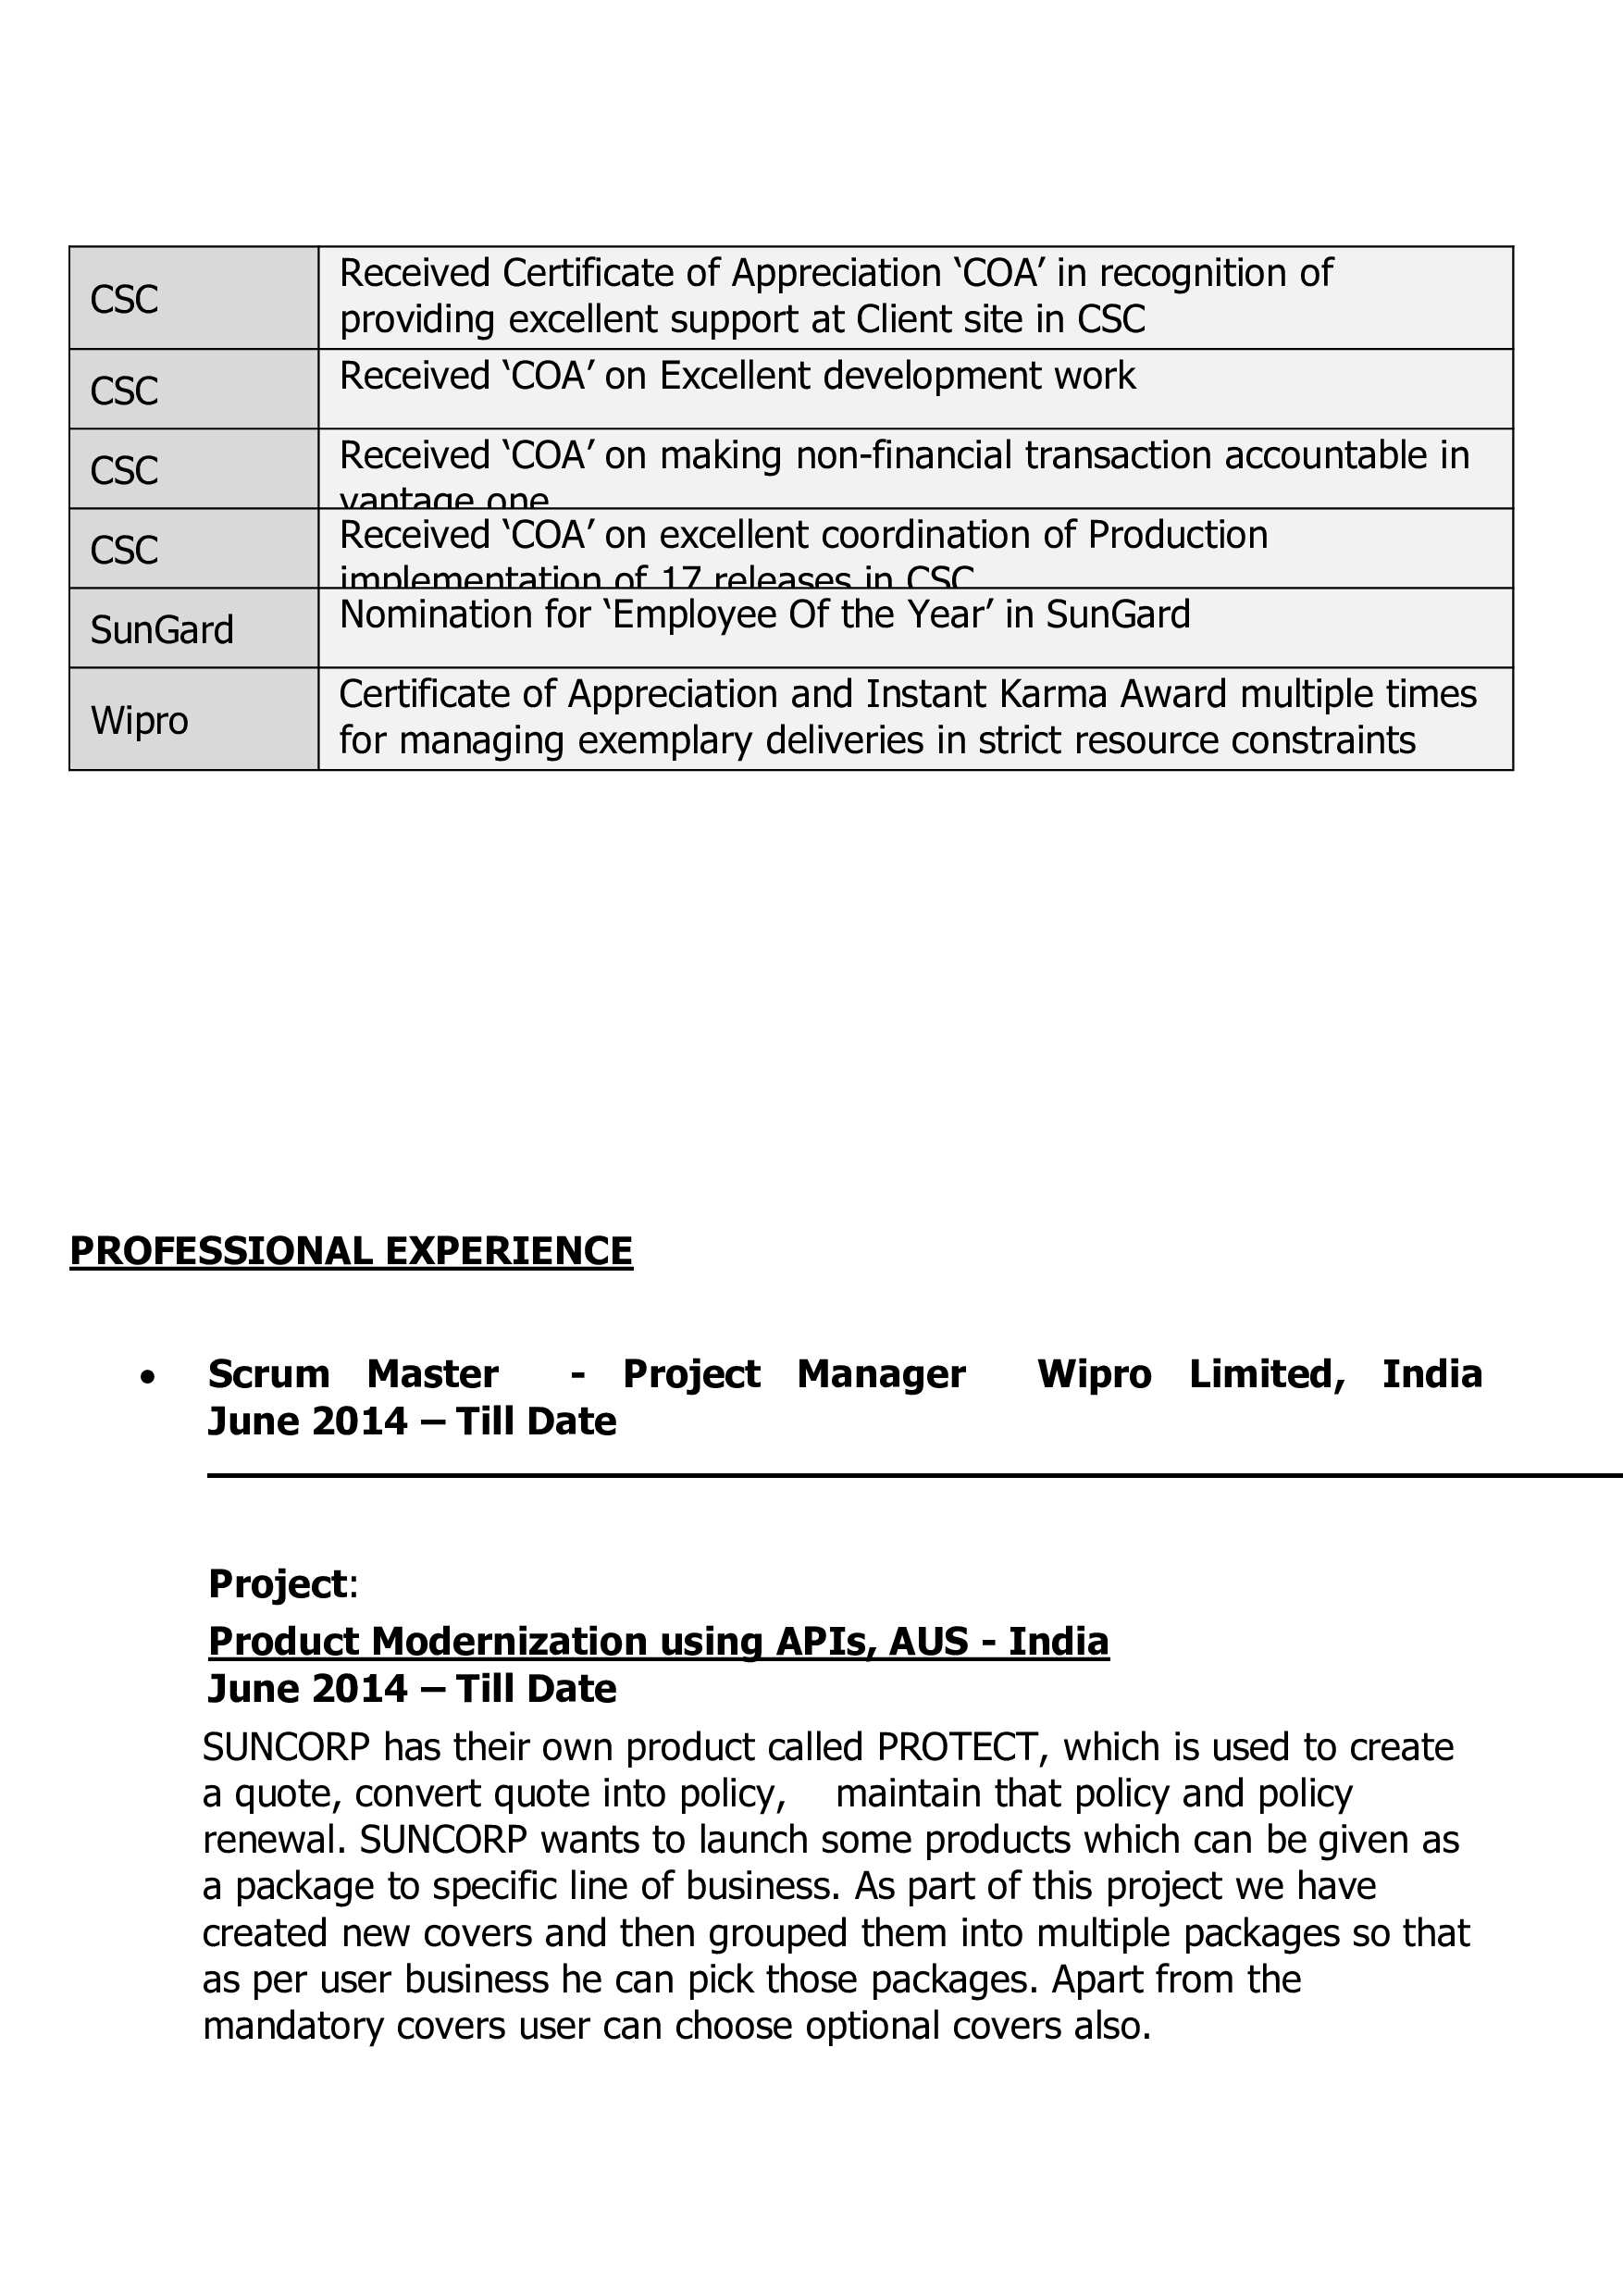 CSC
Received Certificate of Appreciation ‘COA’ in recognition of
providing excellent support at Client site in CSC
CSC
Received ‘COA’ on Excellent development work
CSC
Received ‘COA’ on making non-financial transaction accountable in
vantage one
CSC
Received ‘COA’ on excellent coordination of Production
implementation of 17 releases in CSC
SunGard
Nomination for ‘Employee Of the Year’ in SunGard
Wipro
Certificate of Appreciation and Instant Karma Award multiple times
for managing exemplary deliveries in strict resource constraints
PROFESSIONAL EXPERIENCE
• Scrum Master - Project Manager Wipro Limited, India
June 2014 – Till Date
Project:
Product Modernization using APIs, AUS - India
June 2014 – Till Date
SUNCORP has their own product called PROTECT, which is used to create
a quote, convert quote into policy, maintain that policy and policy
renewal. SUNCORP wants to launch some products which can be given as
a package to specific line of business. As part of this project we have
created new covers and then grouped them into multiple packages so that
as per user business he can pick those packages. Apart from the
mandatory covers user can choose optional covers also.